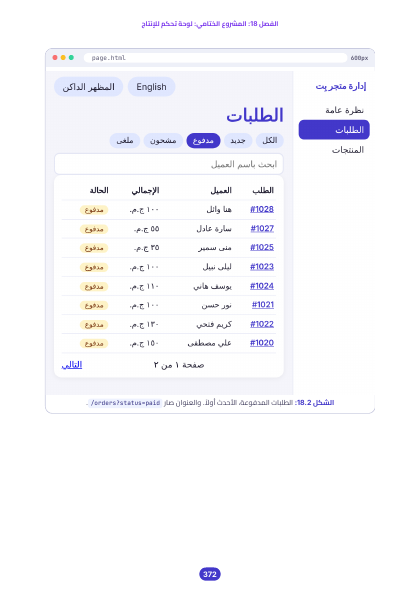 الفصل 18: المشروع الختامي: لوحة تحكم للإنتاج
page.html
600px
إدارة متجر پِت
نظرة عامة
الطلبات
المنتجات
English
المظهر الداكن
الطلبات
الكل
جديد
مدفوع
مشحون
ملغى
ابحث باسم العميل
الطلب العميل الإجمالي الحالة
#1028 هنا وائل ١٠٠ ج.م. مدفوع
#1027 سارة عادل ٥٥ ج.م. مدفوع
#1025 منى سمير ٣٥ ج.م. مدفوع
#1023 ليلى نبيل ١٠٠ ج.م. مدفوع
#1024 يوسف هاني ١١٠ ج.م. مدفوع
#1021 نور حسن ١٠٠ ج.م. مدفوع
#1022 كريم فتحي ١٣٠ ج.م. مدفوع
#1020 علي مصطفى ١٥٠ ج.م. مدفوع
صفحة ١ من ٢
التالي
الشكل 18.2: الطلبات المدفوعة، الأحدث أولًا. والعنوان صار /orders?status=paid.
372